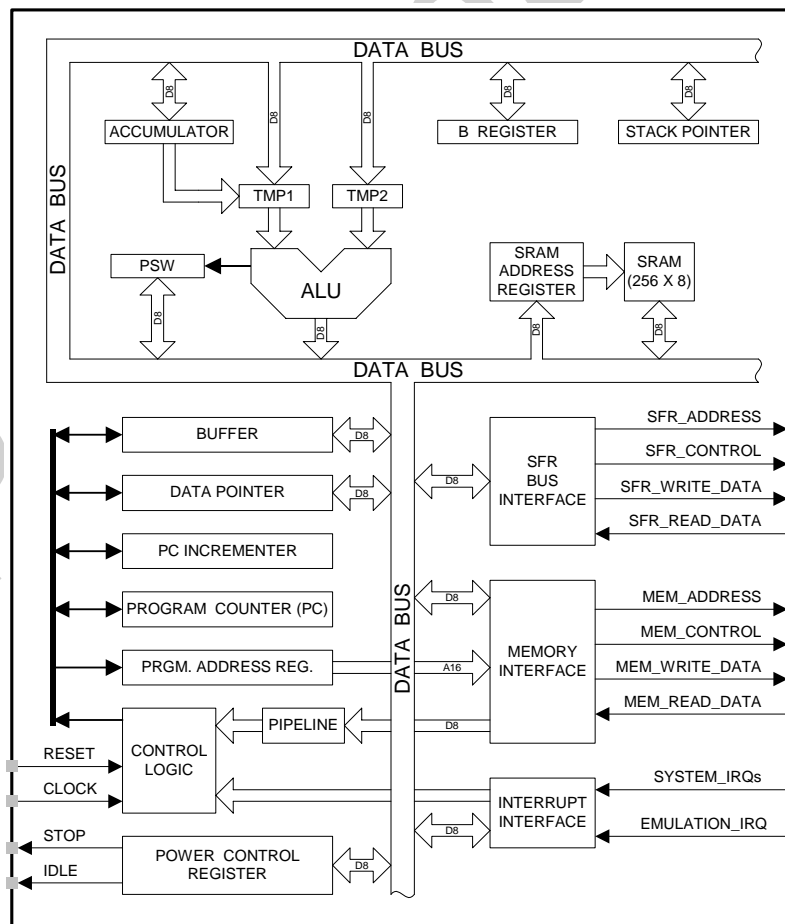 DATA BUS
D8
D8
D8
D8
D8
ACCUMULATOR
B REGISTER
STACK POINTER
DATA BUS
TMP1
TMP2
PSW
ALU
SRAM
ADDRESS
REGISTER
SRAM
(256 X 8)
D8
D8
D8
D8
DATA BUS
BUFFER
D8
DATA POINTER
D8
PC INCREMENTER
PROGRAM COUNTER (PC)
PRGM. ADDRESS REG.
A16
DATA BUS
D8
SFR
BUS
INTERFACE
SFR_ADDRESS
SFR_CONTROL
SFR_WRITE_DATA
SFR_READ_DATA
D8
MEMORY
INTERFACE
MEM_ADDRESS
MEM_CONTROL
MEM_WRITE_DATA
MEM_READ_DATA
CONTROL
LOGIC
PIPELINE
D8
RESET
CLOCK
INTERRUPT
INTERFACE
D8
SYSTEM_IRQs
EMULATION_IRQ
STOP
IDLE
POWER CONTROL
REGISTER
D8